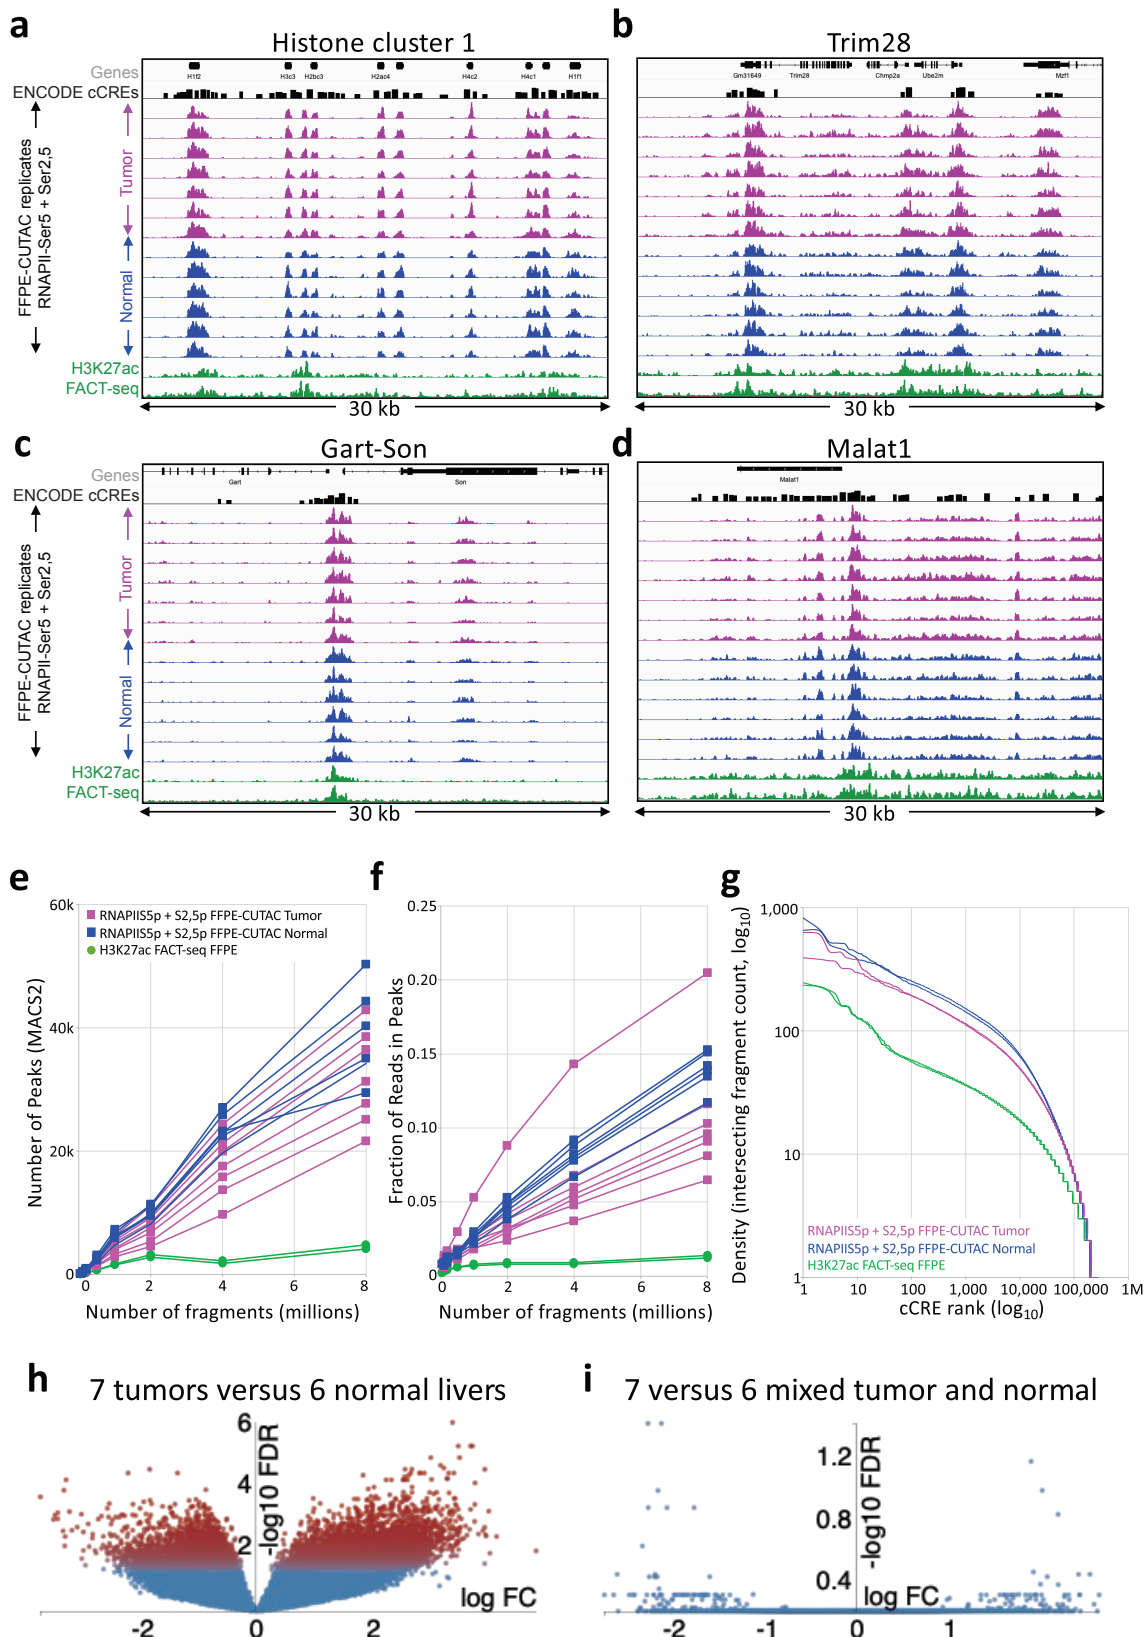 a
Histone cluster 1
Genes
H1f2 H3c3 H2bc3 H2ac4 H4c2 H4c1 H1f1
ENCODE cCREs
FFPE-CUTAC replicates
RNAPII-Ser5 + Ser2,5
Tumor
Normal
H3K27ac
FACT-seq
30 kb
b
Trim28
Gm31649 Trim28 Chmp2a Ube2m Mzf1
30 kb
c
Gart-Son
Genes
Gart Son
ENCODE cCREs
FFPE-CUTAC replicates
RNAPII-Ser5 + Ser2,5
Tumor
Normal
H3K27ac
FACT-seq
30 kb
d
Malat1
Malat1
30 kb
e
60k
40k
20k
0
Number of Peaks (MACS2)
RNAPIIS5p + S2,5p FFPE-CUTAC Tumor
RNAPIIS5p + S2,5p FFPE-CUTAC Normal
H3K27ac FACT-seq FFPE
0 2 4 6 8
Number of fragments (millions)
f
0.25
0.20
0.15
0.10
0.05
0
Fraction of Reads in Peaks
0 2 4 6 8
Number of fragments (millions)
g
1,000
100
10
1
Density (intersecting fragment count, log10)
RNAPIIS5p + S2,5p FFPE-CUTAC Tumor
RNAPIIS5p + S2,5p FFPE-CUTAC Normal
H3K27ac FACT-seq FFPE
1 10 100 1,000 10,000 100,000 1M
cCRE rank (log10)
h
7 tumors versus 6 normal livers
6
4
2
-log10 FDR
log FC
-2 0 2
i
7 versus 6 mixed tumor and normal
1.2
0.8
0.4
-log10 FDR
log FC
-2 -1 0 1